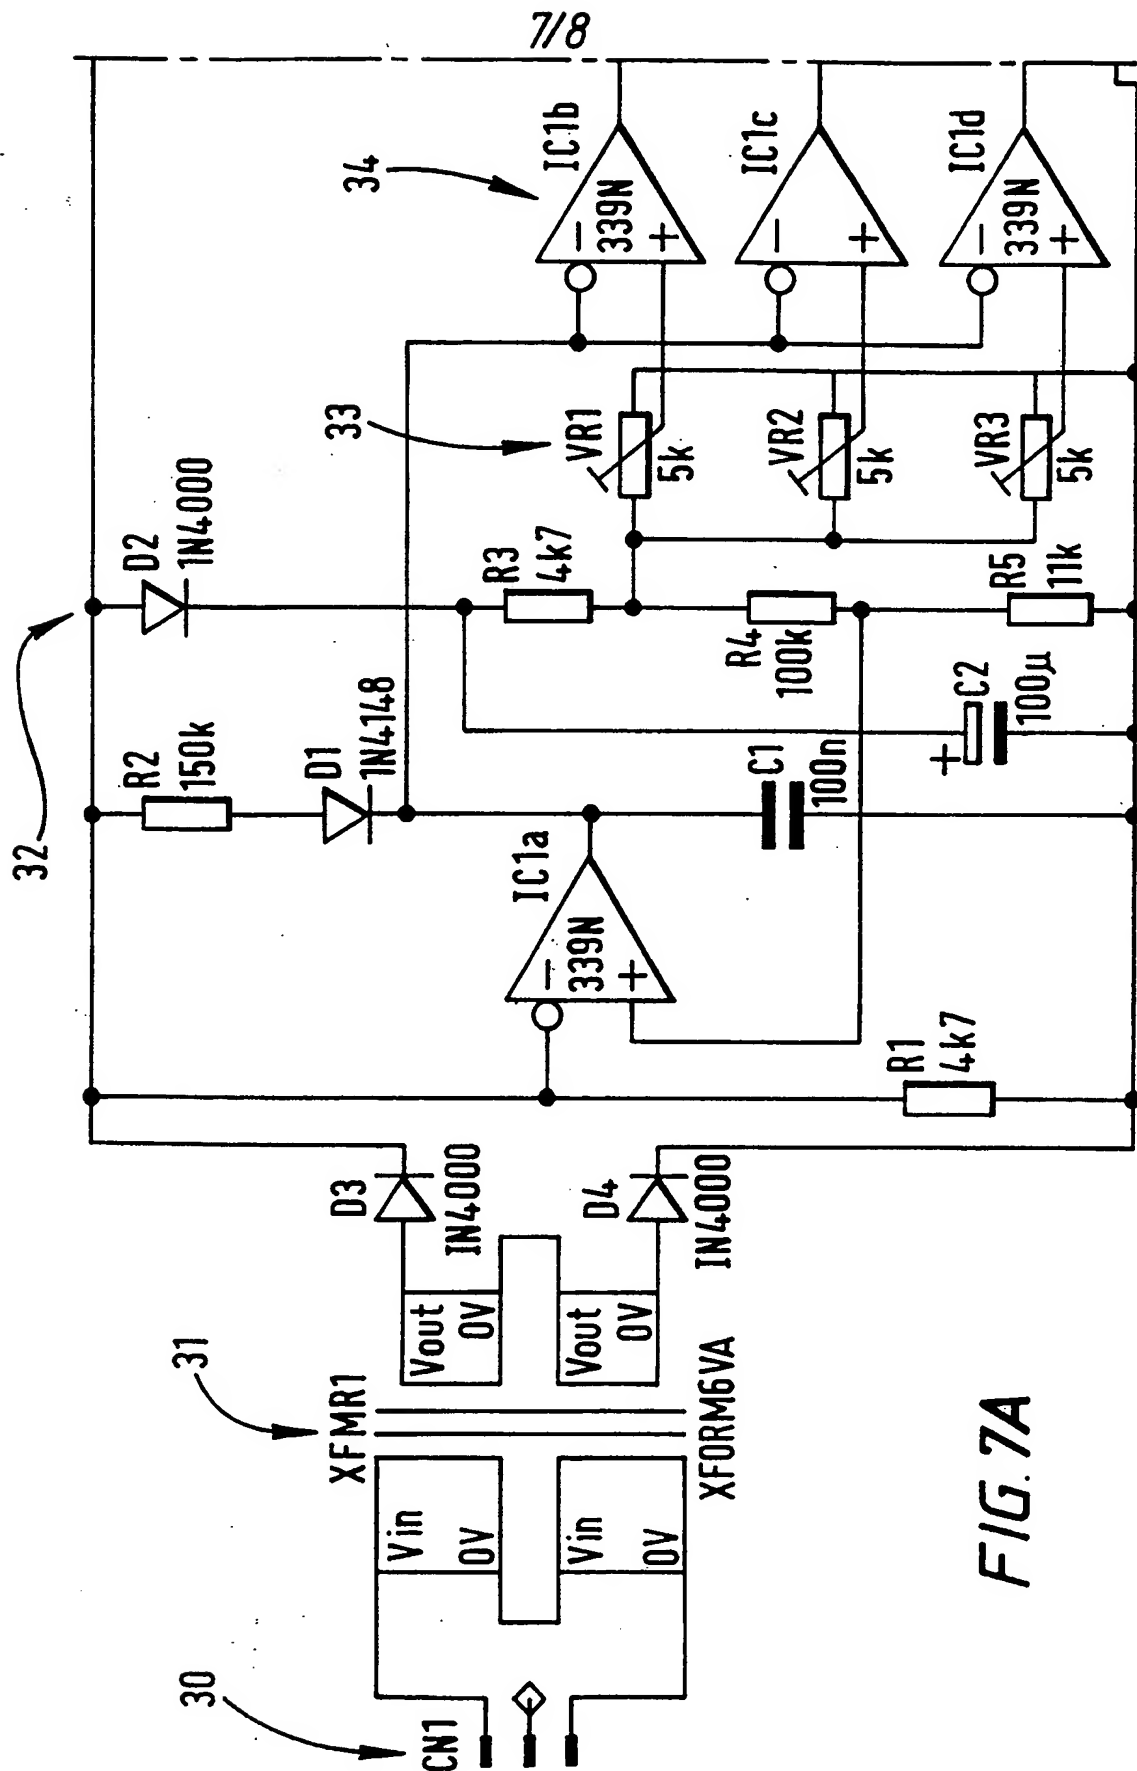 7/8
32
R2
150k
D1
1N4148
D2
1N4000
34
33
IC1b
339N
−
+
VR1
5k
IC1c
−
+
VR2
5k
IC1d
339N
−
+
VR3
5k
R3
4k7
R4
100k
R5
11k
C2
+
100µ
C1
100n
IC1a
339N
−
+
R1
4k7
D3
IN4000
D4
IN4000
31
XFMR1
XFORM6VA
Vout
0V
Vout
0V
Vin
0V
Vin
0V
30
CN1
FIG. 7A